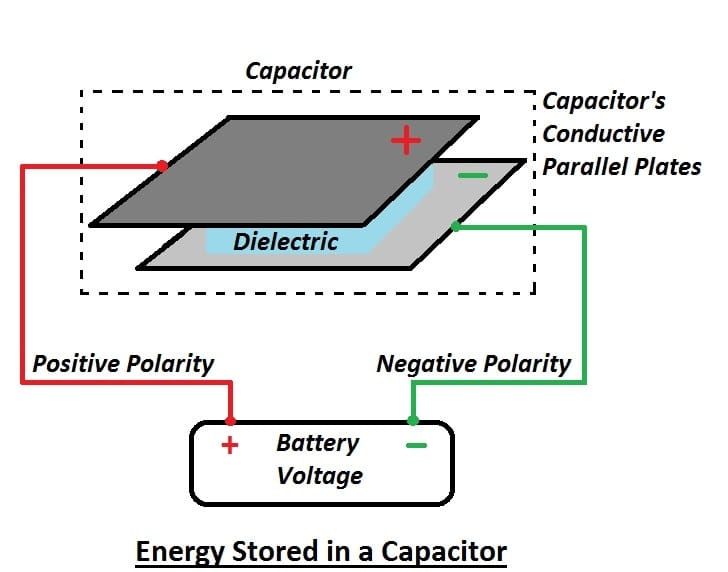 Capacitor
Capacitor's
Conductive
Parallel Plates
+
−
Dielectric
Positive Polarity
Negative Polarity
+ Battery −
Voltage
Energy Stored in a Capacitor